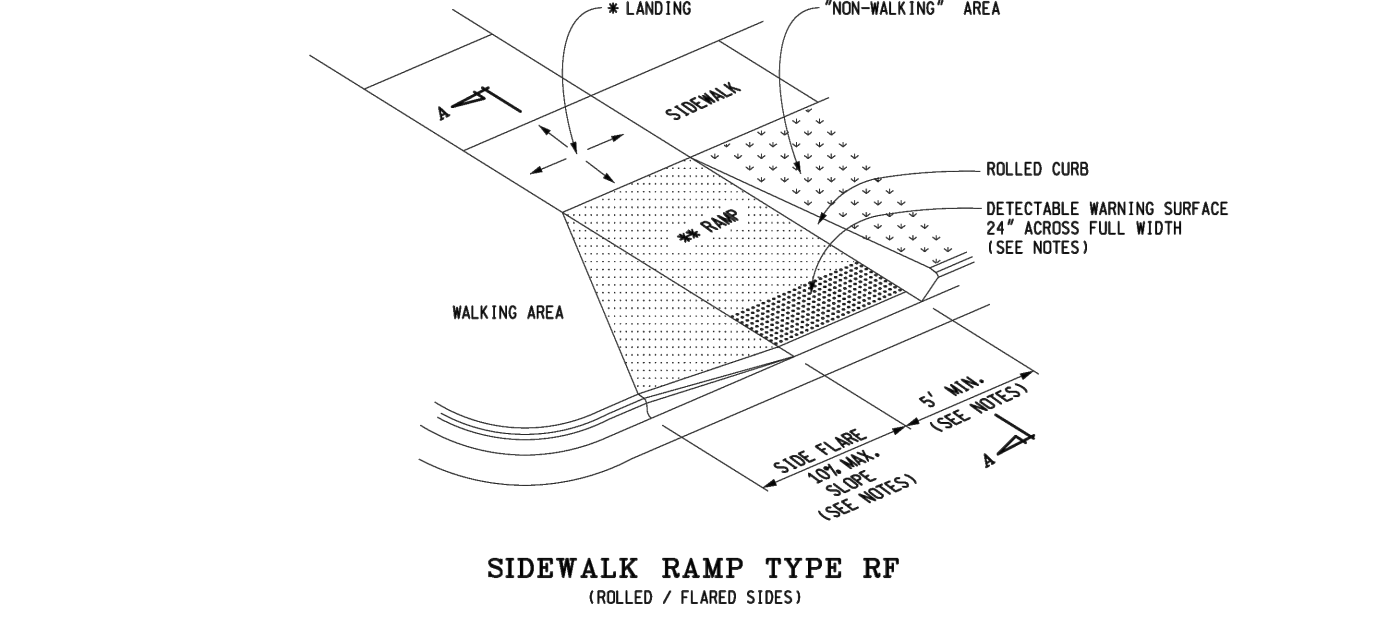 * LANDING
"NON-WALKING" AREA
A
SIDEWALK
ROLLED CURB
DETECTABLE WARNING SURFACE
24" ACROSS FULL WIDTH
(SEE NOTES)
** RAMP
WALKING AREA
5' MIN.
(SEE NOTES)
A
SIDE FLARE
10% MAX.
SLOPE
(SEE NOTES)
SIDEWALK RAMP TYPE RF
(ROLLED / FLARED SIDES)